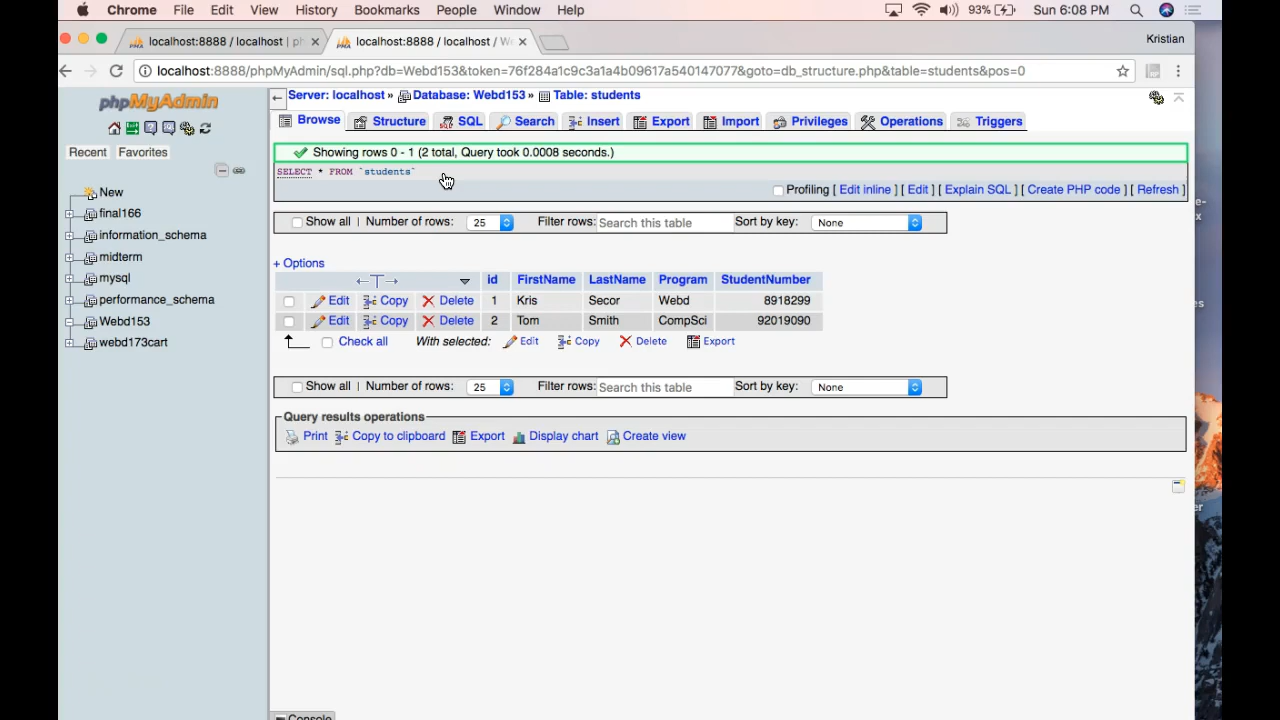 Chrome File Edit View History Bookmarks People Window Help 93% Sun 6:08 PM
localhost:8888 / localhost | ph localhost:8888 / localhost / We Kristian
localhost:8888/phpMyAdmin/sql.php?db=Webd153&token=76f284a1c9c3a1a4b09617a540147077&goto=db_structure.php&table=students&pos=0
phpMyAdmin
Recent Favorites
New
final166
information_schema
midterm
mysql
performance_schema
Webd153
webd173cart
Server: localhost » Database: Webd153 » Table: students
Browse Structure SQL Search Insert Export Import Privileges Operations Triggers
Showing rows 0 - 1 (2 total, Query took 0.0008 seconds.)
SELECT * FROM `students`
Profiling [ Edit inline ] [ Edit ] [ Explain SQL ] [ Create PHP code ] [ Refresh ]
Show all | Number of rows: 25 Filter rows: Search this table Sort by key: None
+ Options
←T→ id FirstName LastName Program StudentNumber
Edit Copy Delete 1 Kris Secor Webd 8918299
Edit Copy Delete 2 Tom Smith CompSci 92019090
Check all With selected: Edit Copy Delete Export
Show all | Number of rows: 25 Filter rows: Search this table Sort by key: None
Query results operations
Print Copy to clipboard Export Display chart Create view
Console